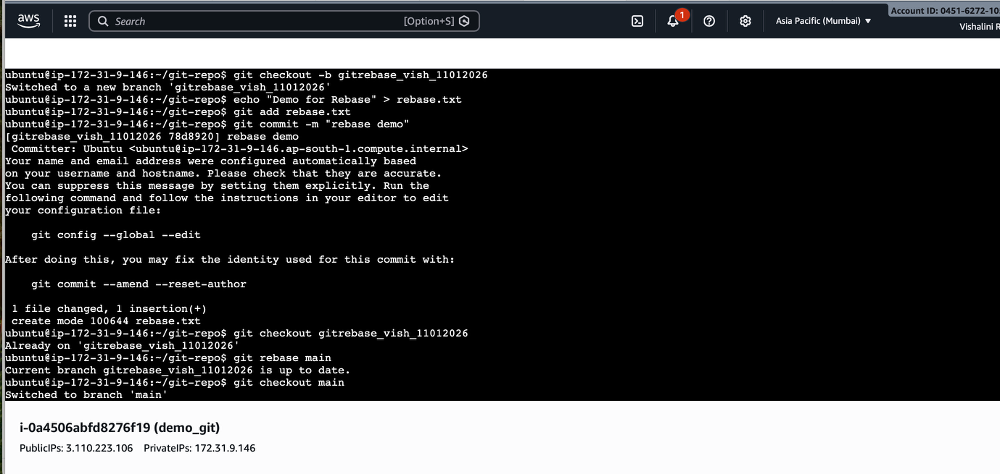 aws
Search
[Option+S]
1
Asia Pacific (Mumbai)
Account ID: 0451-6272-10
Vishalini R
ubuntu@ip-172-31-9-146:~/git-repo$ git checkout -b gitrebase_vish_11012026
Switched to a new branch 'gitrebase_vish_11012026'
ubuntu@ip-172-31-9-146:~/git-repo$ echo "Demo for Rebase" > rebase.txt
ubuntu@ip-172-31-9-146:~/git-repo$ git add rebase.txt
ubuntu@ip-172-31-9-146:~/git-repo$ git commit -m "rebase demo"
[gitrebase_vish_11012026 78d8920] rebase demo
 Committer: Ubuntu <ubuntu@ip-172-31-9-146.ap-south-1.compute.internal>
Your name and email address were configured automatically based
on your username and hostname. Please check that they are accurate.
You can suppress this message by setting them explicitly. Run the
following command and follow the instructions in your editor to edit
your configuration file:
    git config --global --edit
After doing this, you may fix the identity used for this commit with:
    git commit --amend --reset-author
 1 file changed, 1 insertion(+)
 create mode 100644 rebase.txt
ubuntu@ip-172-31-9-146:~/git-repo$ git checkout gitrebase_vish_11012026
Already on 'gitrebase_vish_11012026'
ubuntu@ip-172-31-9-146:~/git-repo$ git rebase main
Current branch gitrebase_vish_11012026 is up to date.
ubuntu@ip-172-31-9-146:~/git-repo$ git checkout main
Switched to branch 'main'
i-0a4506abfd8276f19 (demo_git)
PublicIPs: 3.110.223.106 PrivateIPs: 172.31.9.146